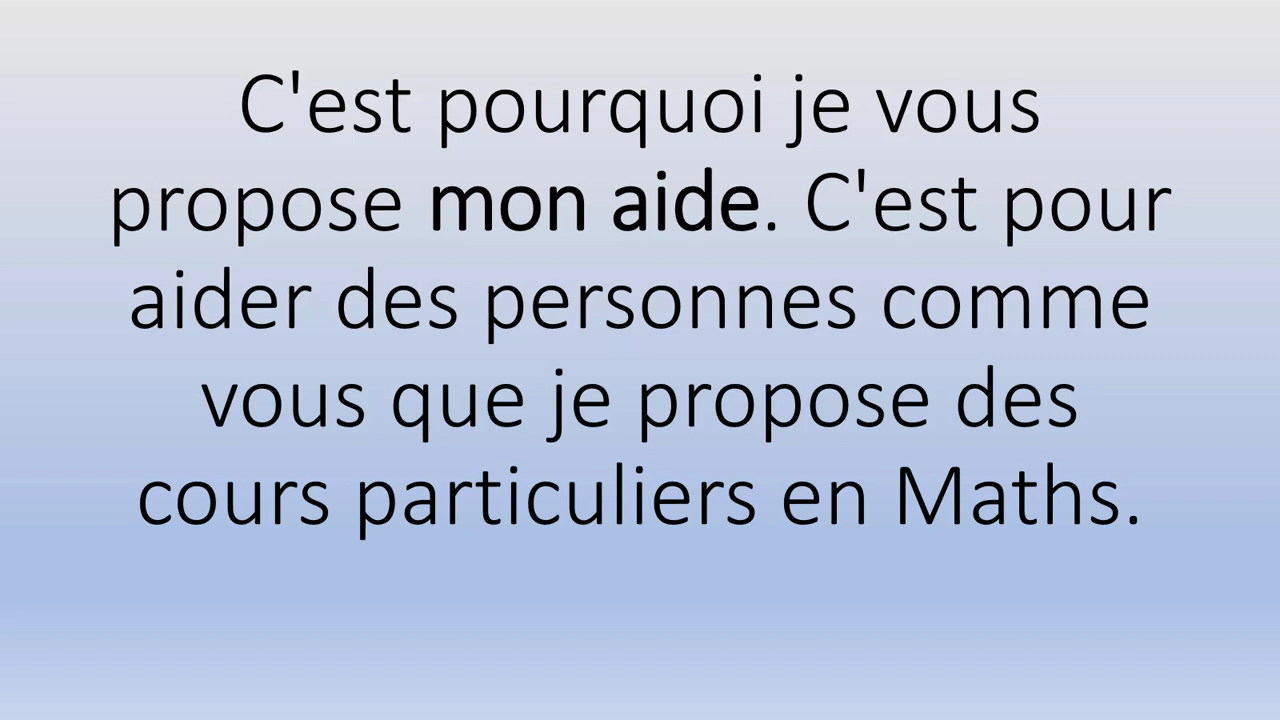 C'est pourquoi je vous
propose mon aide. C'est pour
aider des personnes comme
vous que je propose des
cours particuliers en Maths.